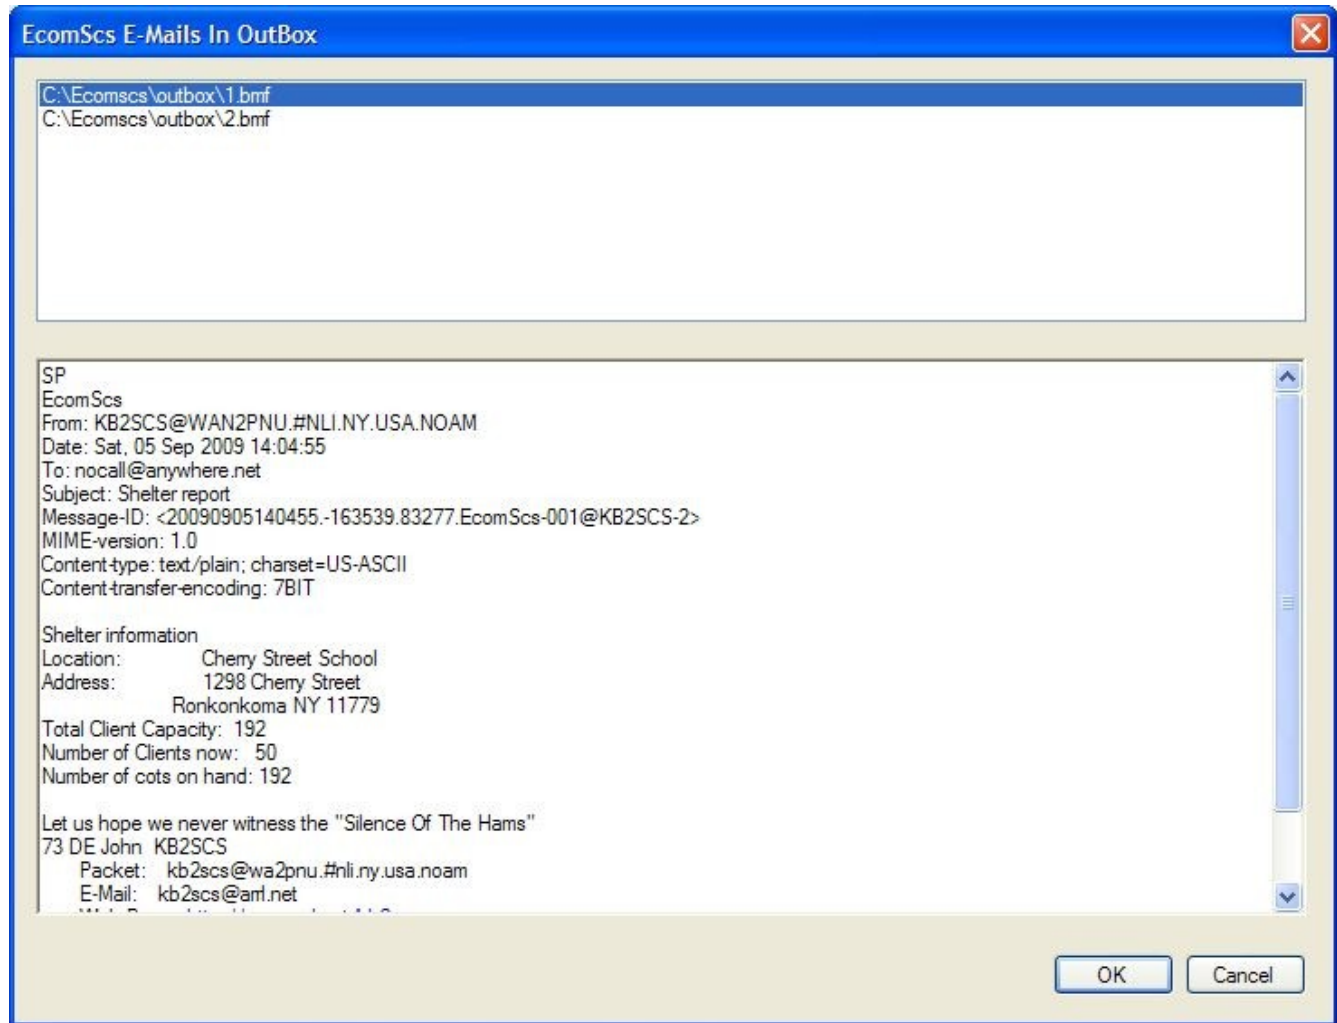 EcomScs E-Mails In OutBox
C:\Ecomscs\outbox\1.bmf
C:\Ecomscs\outbox\2.bmf
SP
EcomScs
From: KB2SCS@WAN2PNU.#NLI.NY.USA.NOAM
Date: Sat, 05 Sep 2009 14:04:55
To: nocall@anywhere.net
Subject: Shelter report
Message-ID: <20090905140455.-163539.83277.EcomScs-001@KB2SCS-2>
MIME-version: 1.0
Content-type: text/plain; charset=US-ASCII
Content-transfer-encoding: 7BIT
Shelter information
Location: Cherry Street School
Address: 1298 Cherry Street
Ronkonkoma NY 11779
Total Client Capacity: 192
Number of Clients now: 50
Number of cots on hand: 192
Let us hope we never witness the "Silence Of The Hams"
73 DE John KB2SCS
Packet: kb2scs@wa2pnu.#nli.ny.usa.noam
E-Mail: kb2scs@arrl.net
OK Cancel